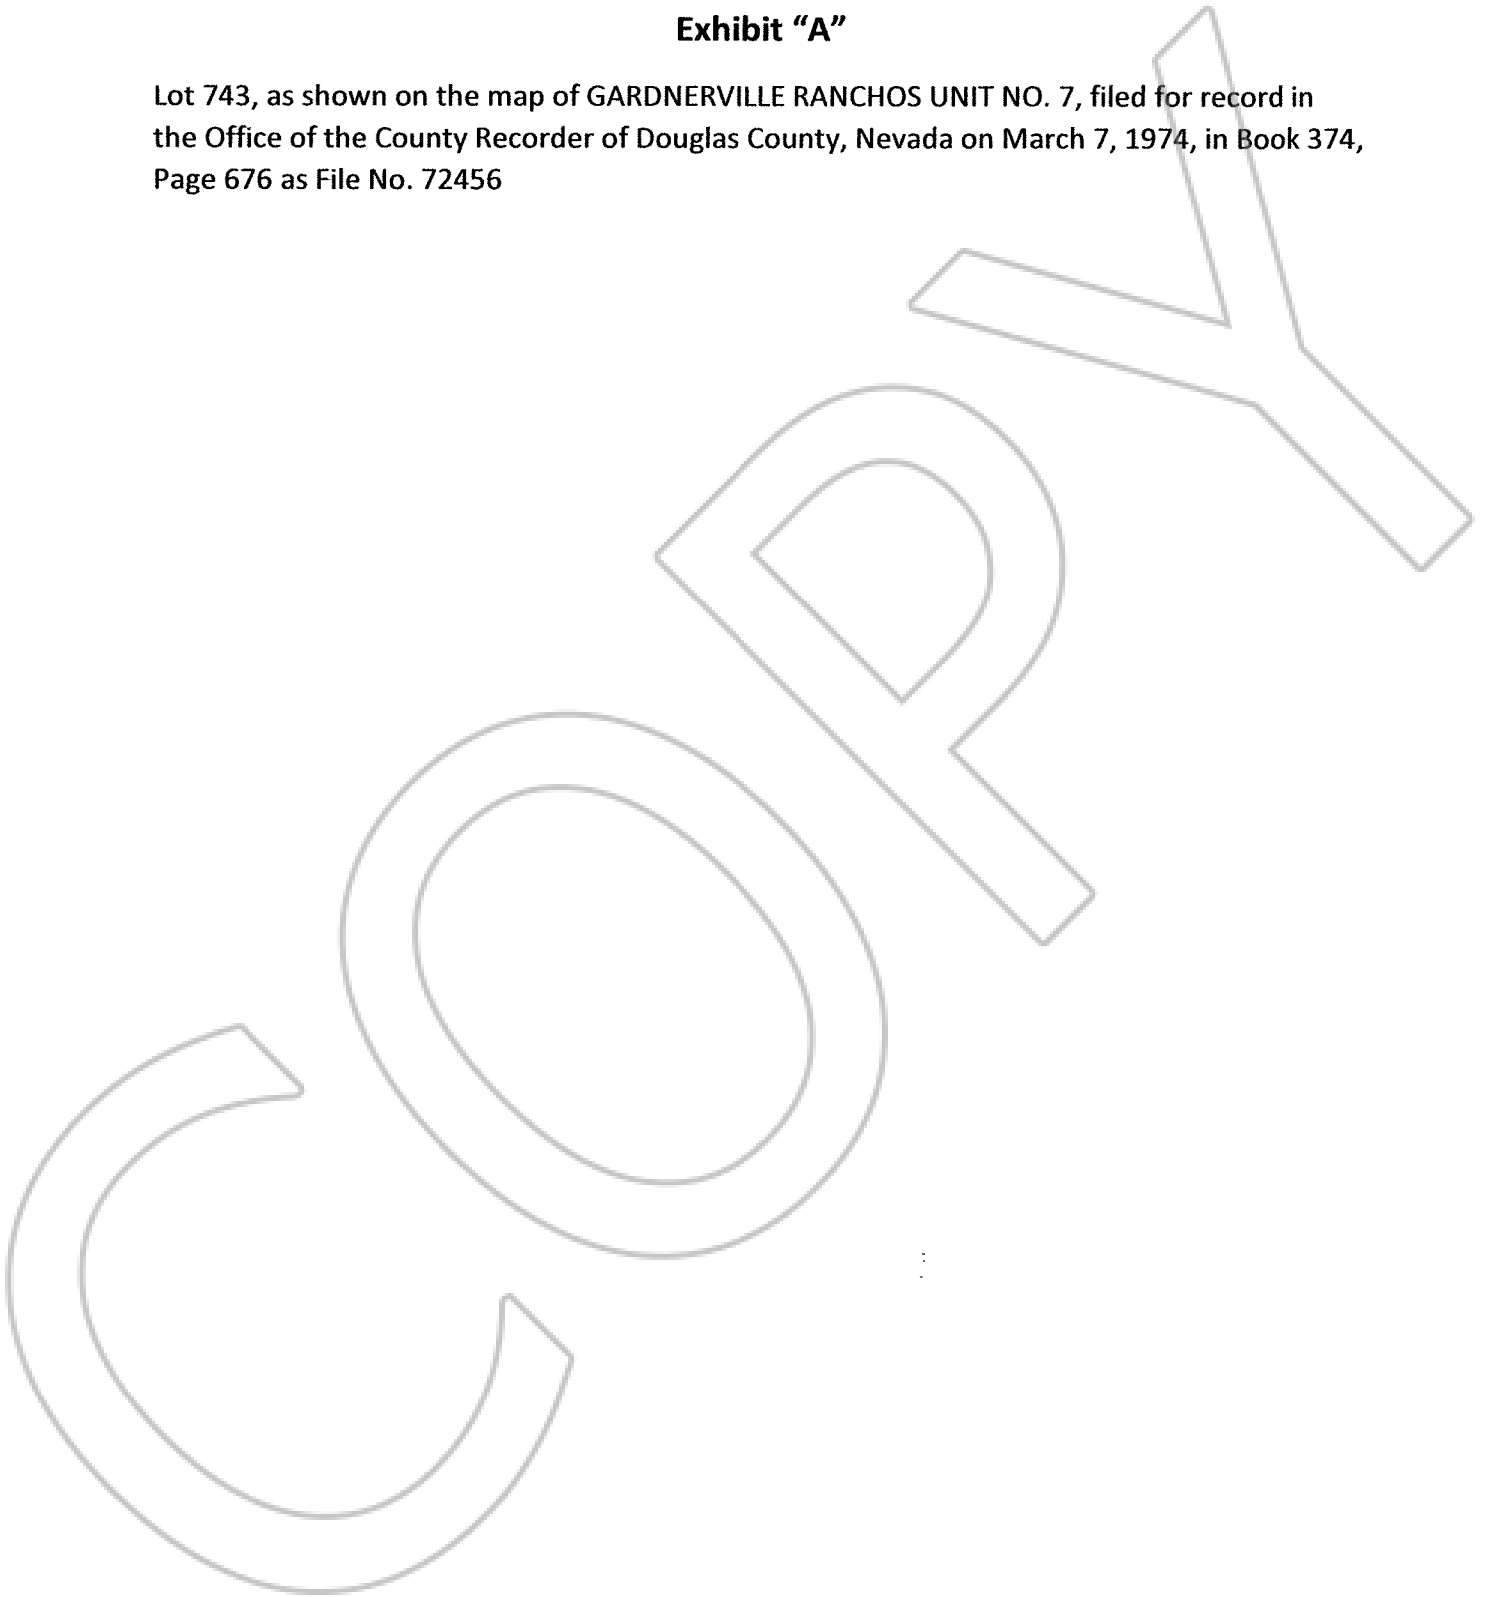 Exhibit “A”
Lot 743, as shown on the map of GARDNERVILLE RANCHOS UNIT NO. 7, filed for record in
the Office of the County Recorder of Douglas County, Nevada on March 7, 1974, in Book 374,
Page 676 as File No. 72456
COPY